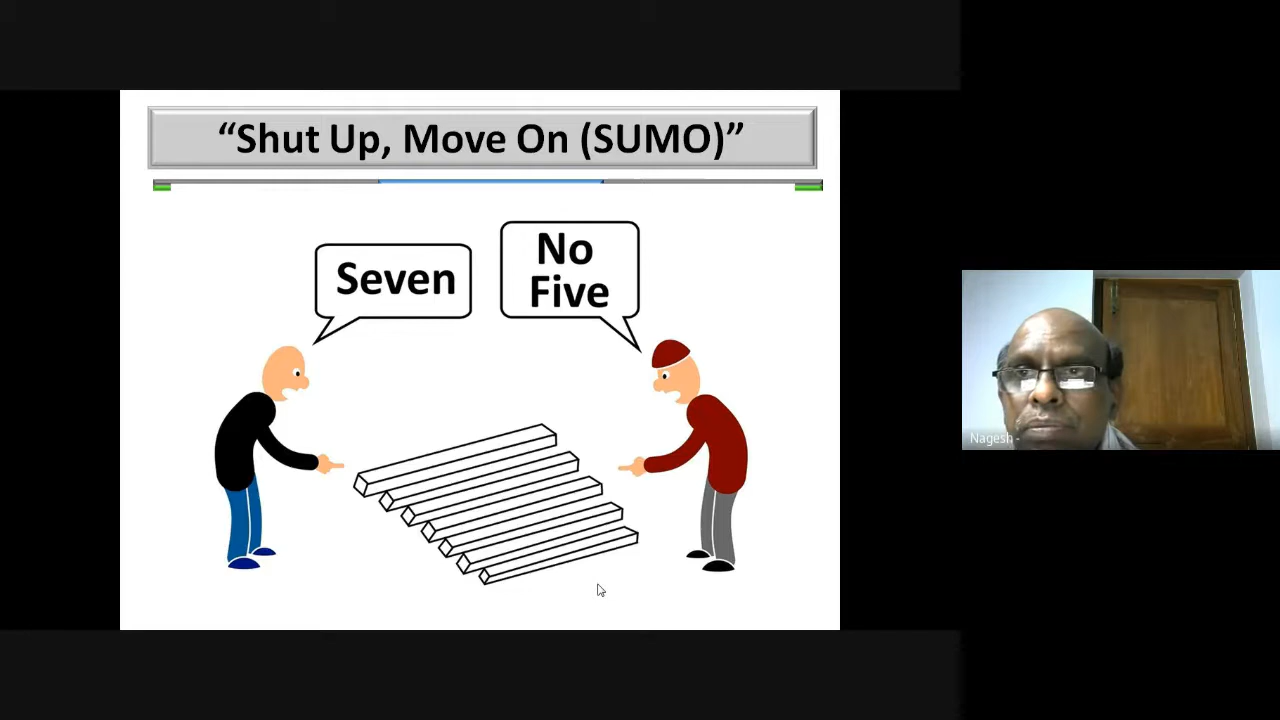 “Shut Up, Move On (SUMO)”
Seven
No
Five
Nagesh -